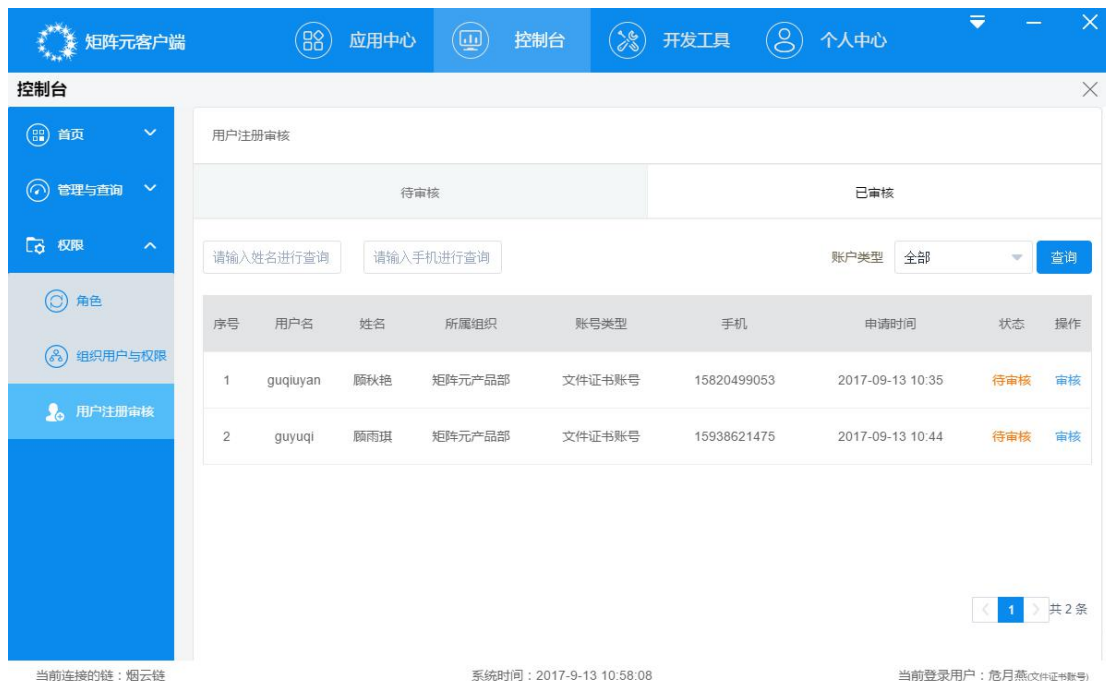 矩阵元客户端 应用中心 控制台 开发工具 个人中心
控制台
首页
管理与查询
权限
角色
组织用户与权限
用户注册审核
用户注册审核
待审核 已审核
请输入姓名进行查询 请输入手机进行查询 账户类型 全部 查询
序号 用户名 姓名 所属组织 账号类型 手机 申请时间 状态 操作
1 guqiuyan 顾秋艳 矩阵元产品部 文件证书账号 15820499053 2017-09-13 10:35 待审核 审核
2 guyuqi 顾雨琪 矩阵元产品部 文件证书账号 15938621475 2017-09-13 10:44 待审核 审核
1 共 2 条
当前连接的链：烟云链 系统时间：2017-9-13 10:58:08 当前登录用户：危月燕(文件证书账号)